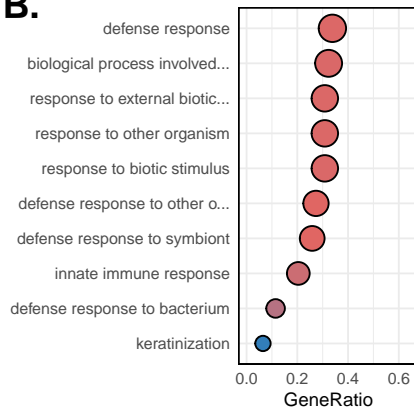 B.
defense response
biological process involved...
response to external biotic...
response to other organism
response to biotic stimulus
defense response to other o...
defense response to symbiont
innate immune response
defense response to bacterium
keratinization
0.0 0.2 0.4 0.6
GeneRatio